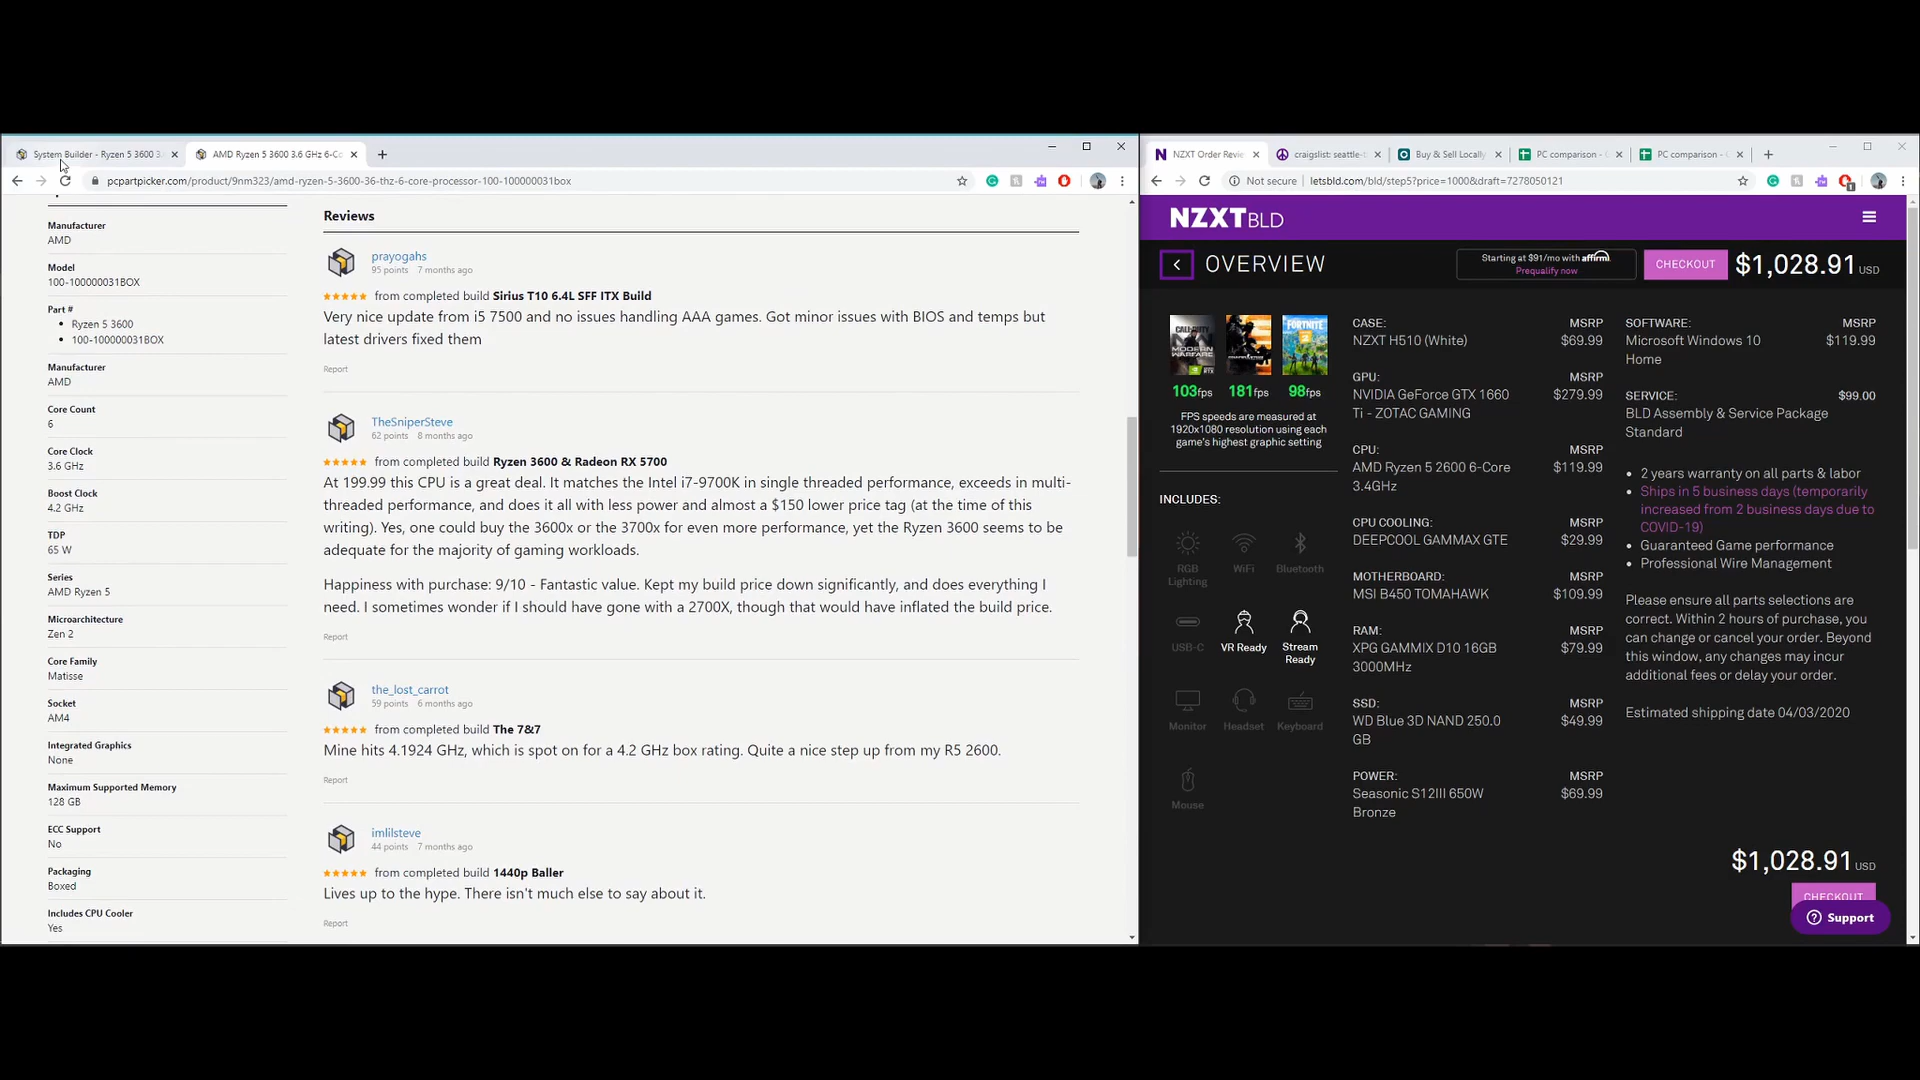 System Builder - Ryzen 5 3600 3.
AMD Ryzen 5 3600 3.6 GHz 6-Co
pcpartpicker.com/product/9nm323/amd-ryzen-5-3600-36-thz-6-core-processor-100-100000031box
Manufacturer
AMD
Model
100-100000031BOX
Part #
Ryzen 5 3600
100-100000031BOX
Manufacturer
AMD
Core Count
6
Core Clock
3.6 GHz
Boost Clock
4.2 GHz
TDP
65 W
Series
AMD Ryzen 5
Microarchitecture
Zen 2
Core Family
Matisse
Socket
AM4
Integrated Graphics
None
Maximum Supported Memory
128 GB
ECC Support
No
Packaging
Boxed
Includes CPU Cooler
Yes
Reviews
prayogahs
95 points 7 months ago
from completed build Sirius T10 6.4L SFF ITX Build
Very nice update from i5 7500 and no issues handling AAA games. Got minor issues with BIOS and temps but
latest drivers fixed them
Report
TheSniperSteve
62 points 8 months ago
from completed build Ryzen 3600 & Radeon RX 5700
At 199.99 this CPU is a great deal. It matches the Intel i7-9700K in single threaded performance, exceeds in multi-
threaded performance, and does it all with less power and almost a $150 lower price tag (at the time of this
writing). Yes, one could buy the 3600x or the 3700x for even more performance, yet the Ryzen 3600 seems to be
adequate for the majority of gaming workloads.
Happiness with purchase: 9/10 - Fantastic value. Kept my build price down significantly, and does everything I
need. I sometimes wonder if I should have gone with a 2700X, though that would have inflated the build price.
Report
the_lost_carrot
59 points 6 months ago
from completed build The 7&7
Mine hits 4.1924 GHz, which is spot on for a 4.2 GHz box rating. Quite a nice step up from my R5 2600.
Report
imlilsteve
44 points 7 months ago
from completed build 1440p Baller
Lives up to the hype. There isn't much else to say about it.
Report
NZXT Order Revie
craigslist: seattle-t
Buy & Sell Locally
PC comparison -
PC comparison -
Not secure letsbld.com/bld/step5?price=1000&draft=7278050121
NZXT BLD
OVERVIEW
Starting at $91/mo with affirm
Prequalify now
CHECKOUT
$1,028.91 USD
CALL OF DUTY
MODERN WARFARE
FORTNITE
2
103fps
181fps
98fps
FPS speeds are measured at
1920x1080 resolution using each
game's highest graphic setting
INCLUDES:
RGB
Lighting
WiFi
Bluetooth
USB-C
VR Ready
Stream
Ready
Monitor
Headset
Keyboard
Mouse
CASE: MSRP
NZXT H510 (White) $69.99
GPU: MSRP
NVIDIA GeForce GTX 1660 $279.99
Ti - ZOTAC GAMING
CPU: MSRP
AMD Ryzen 5 2600 6-Core $119.99
3.4GHz
CPU COOLING: MSRP
DEEPCOOL GAMMAX GTE $29.99
MOTHERBOARD: MSRP
MSI B450 TOMAHAWK $109.99
RAM: MSRP
XPG GAMMIX D10 16GB $79.99
3000MHz
SSD: MSRP
WD Blue 3D NAND 250.0 $49.99
GB
POWER: MSRP
Seasonic S12III 650W $69.99
Bronze
SOFTWARE: MSRP
Microsoft Windows 10 $119.99
Home
SERVICE: $99.00
BLD Assembly & Service Package
Standard
2 years warranty on all parts & labor
Ships in 5 business days (temporarily
increased from 2 business days due to
COVID-19)
Guaranteed Game performance
Professional Wire Management
Please ensure all parts selections are
correct. Within 2 hours of purchase, you
can change or cancel your order. Beyond
this window, any changes may incur
additional fees or delay your order.
Estimated shipping date 04/03/2020
$1,028.91 USD
CHECKOUT
Support